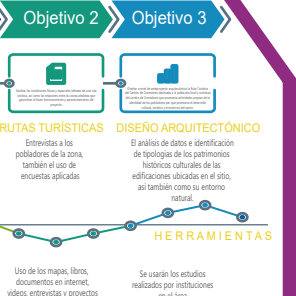 Objetivo 2
Objetivo 3
RUTAS TURÍSTICAS
DISEÑO ARQUITECTÓNICO
Entrevistas a los
pobladores de la zona,
también el uso de
encuestas aplicadas
El análisis de datos e identificación
de tipologías de los patrimonios
históricos culturales de las
edificaciones ubicadas en el sitio,
así también como su entorno
natural.
HERRAMIENTAS
Uso de los mapas, libros,
documentos en internet,
videos, entrevistas y proyectos
Se usarán los estudios
realizados por instituciones
en el área